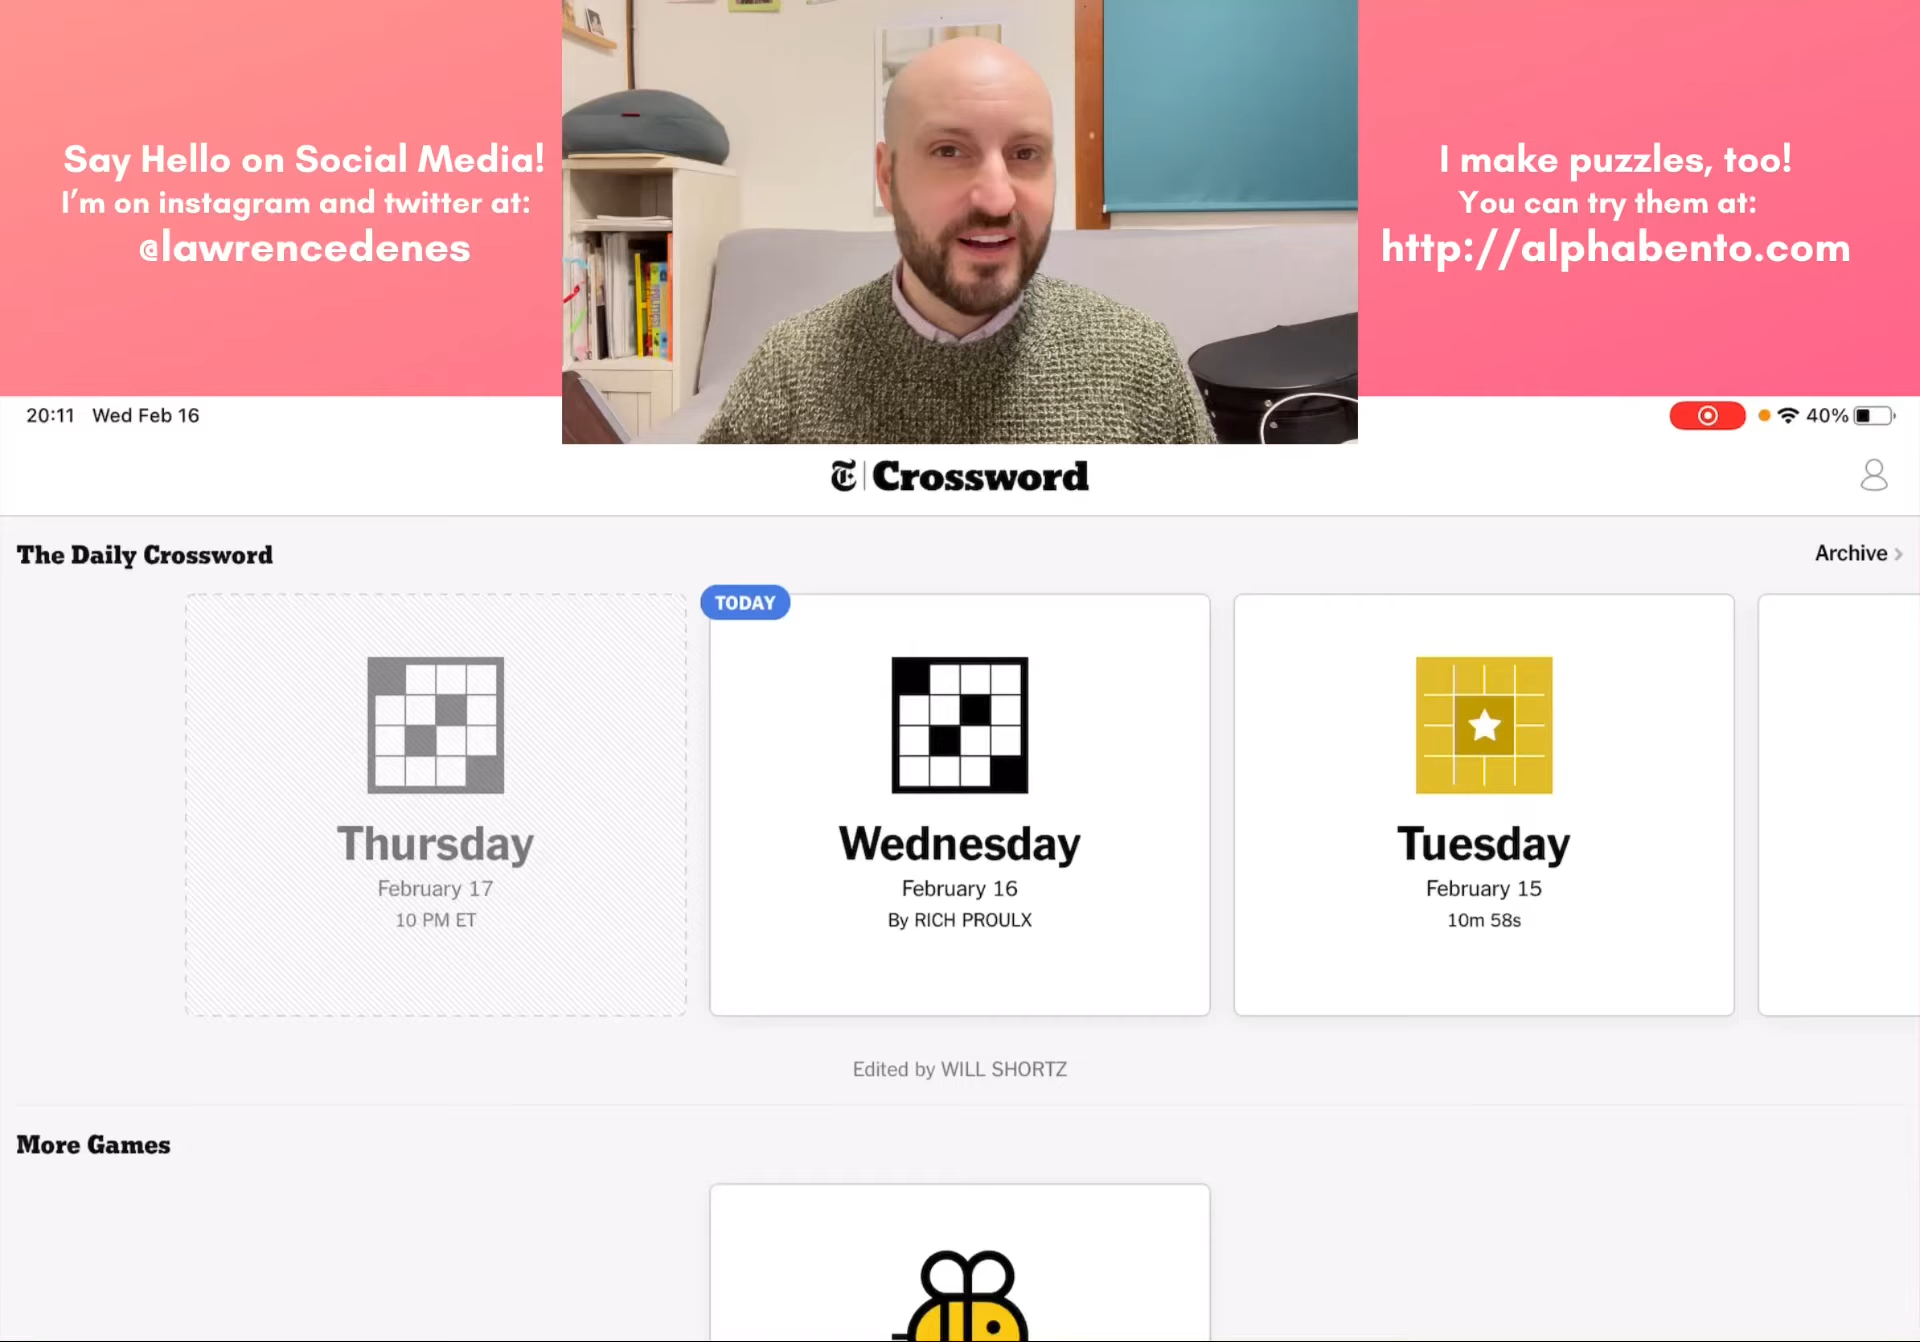 Say Hello on Social Media!
I'm on instagram and twitter at:
@lawrencedenes
I make puzzles, too!
You can try them at:
http://alphabento.com
20:11 Wed Feb 16
40%
Crossword
The Daily Crossword
Archive >
TODAY
Thursday
February 17
10 PM ET
Wednesday
February 16
By RICH PROULX
Tuesday
February 15
10m 58s
Edited by WILL SHORTZ
More Games